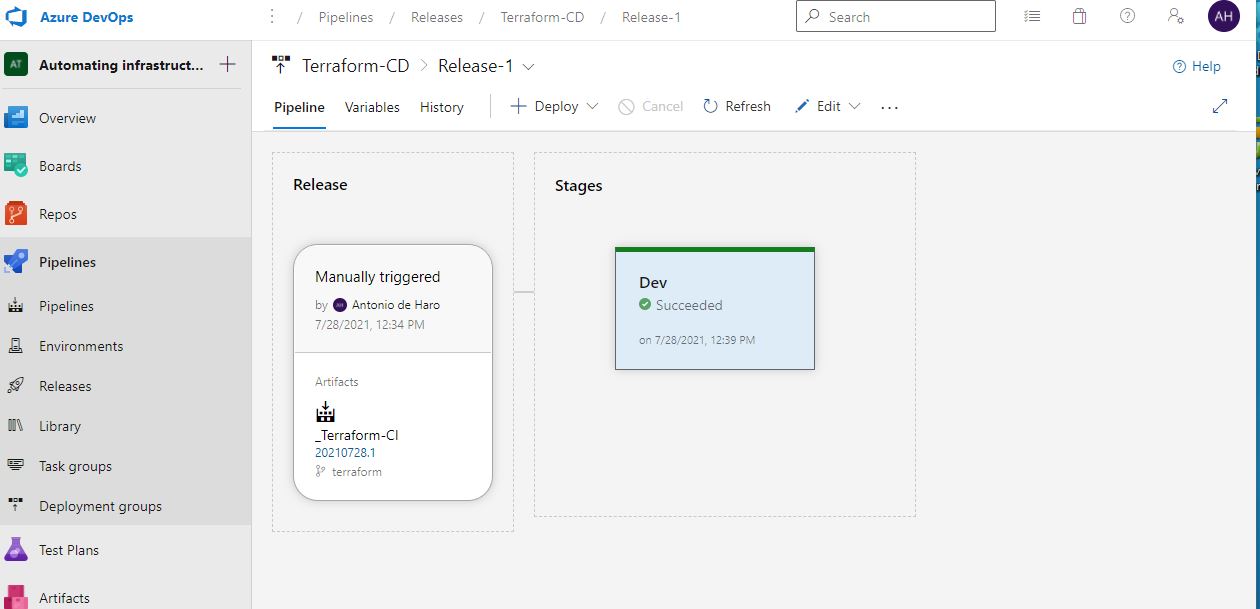 Azure DevOps
/ Pipelines / Releases / Terraform-CD / Release-1
Search
AH
AT Automating infrastruct...
Terraform-CD > Release-1
Help
Pipeline Variables History
Deploy Cancel Refresh Edit ...
Overview
Boards
Repos
Pipelines
Pipelines
Environments
Releases
Library
Task groups
Deployment groups
Test Plans
Artifacts
Release
Manually triggered
by Antonio de Haro
7/28/2021, 12:34 PM
Artifacts
_Terraform-CI
20210728.1
terraform
Stages
Dev
Succeeded
on 7/28/2021, 12:39 PM